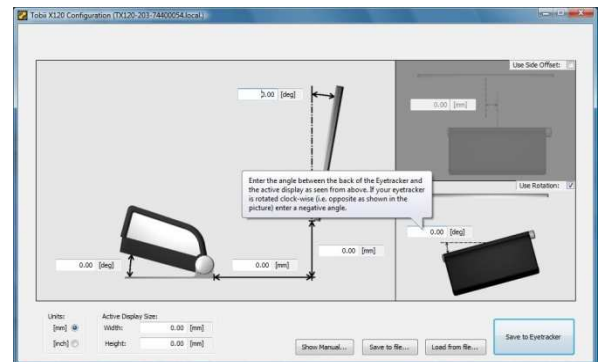 Tobii X120 Configuration (TX120-203-74400054.local.)
Use Side Offset:
0.00 [deg]
0.00 [mm]
Enter the angle between the back of the Eyetracker and
the active display as seen from above. If your eyetracker
is rotated clock-wise (i.e. opposite as shown in the
picture) enter a negative angle.
Use Rotation:
0.00 [deg]
0.00 [mm]
0.00 [deg]
0.00 [mm]
Units:
[mm]
[inch]
Active Display Size:
Width: 0.00 [mm]
Height: 0.00 [mm]
Show Manual...
Save to file...
Load from file...
Save to Eyetracker